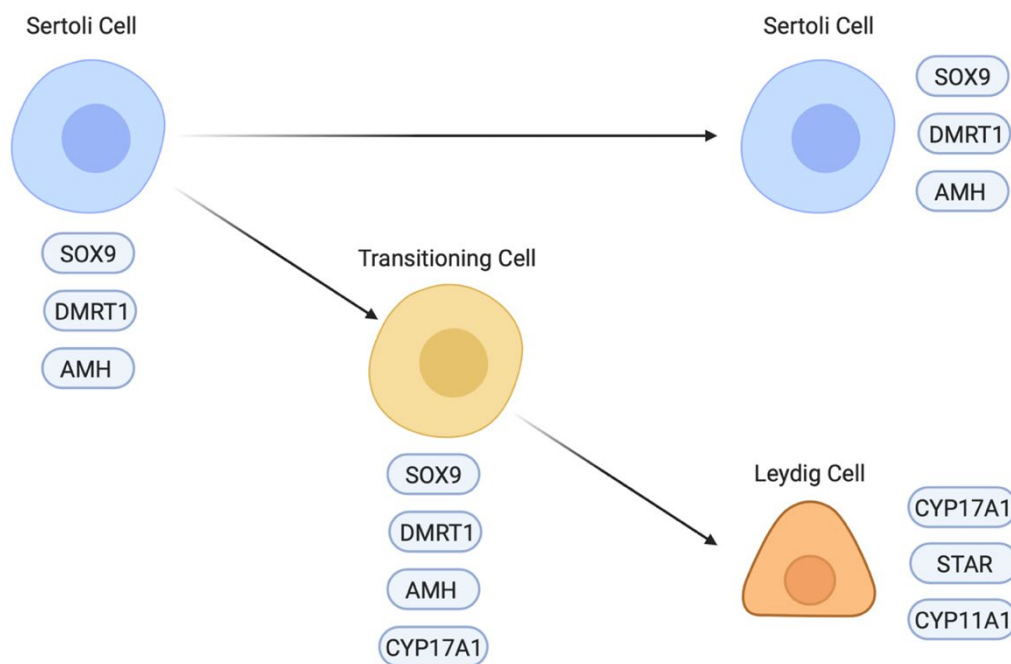 Sertoli Cell
SOX9
DMRT1
AMH
Sertoli Cell
SOX9
DMRT1
AMH
Transitioning Cell
SOX9
DMRT1
AMH
CYP17A1
Leydig Cell
CYP17A1
STAR
CYP11A1